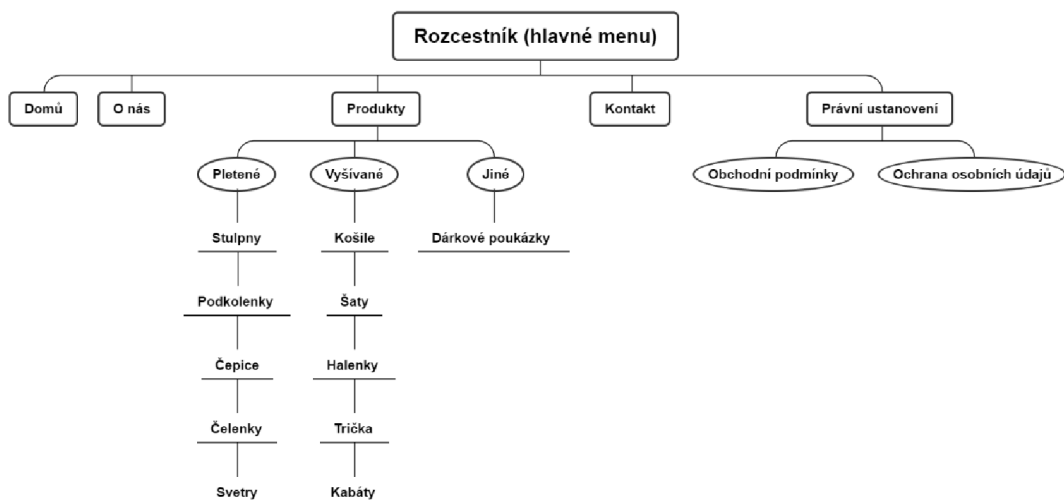 Rozcestník (hlavné menu)
Domů
O nás
Produkty
Kontakt
Právní ustanovení
Pletené
Vyšívané
Jiné
Obchodní podmínky
Ochrana osobních údajů
Stulpny
Košile
Dárkové poukázky
Podkolenky
Šaty
Čepice
Halenky
Čelenky
Trička
Svetry
Kabáty